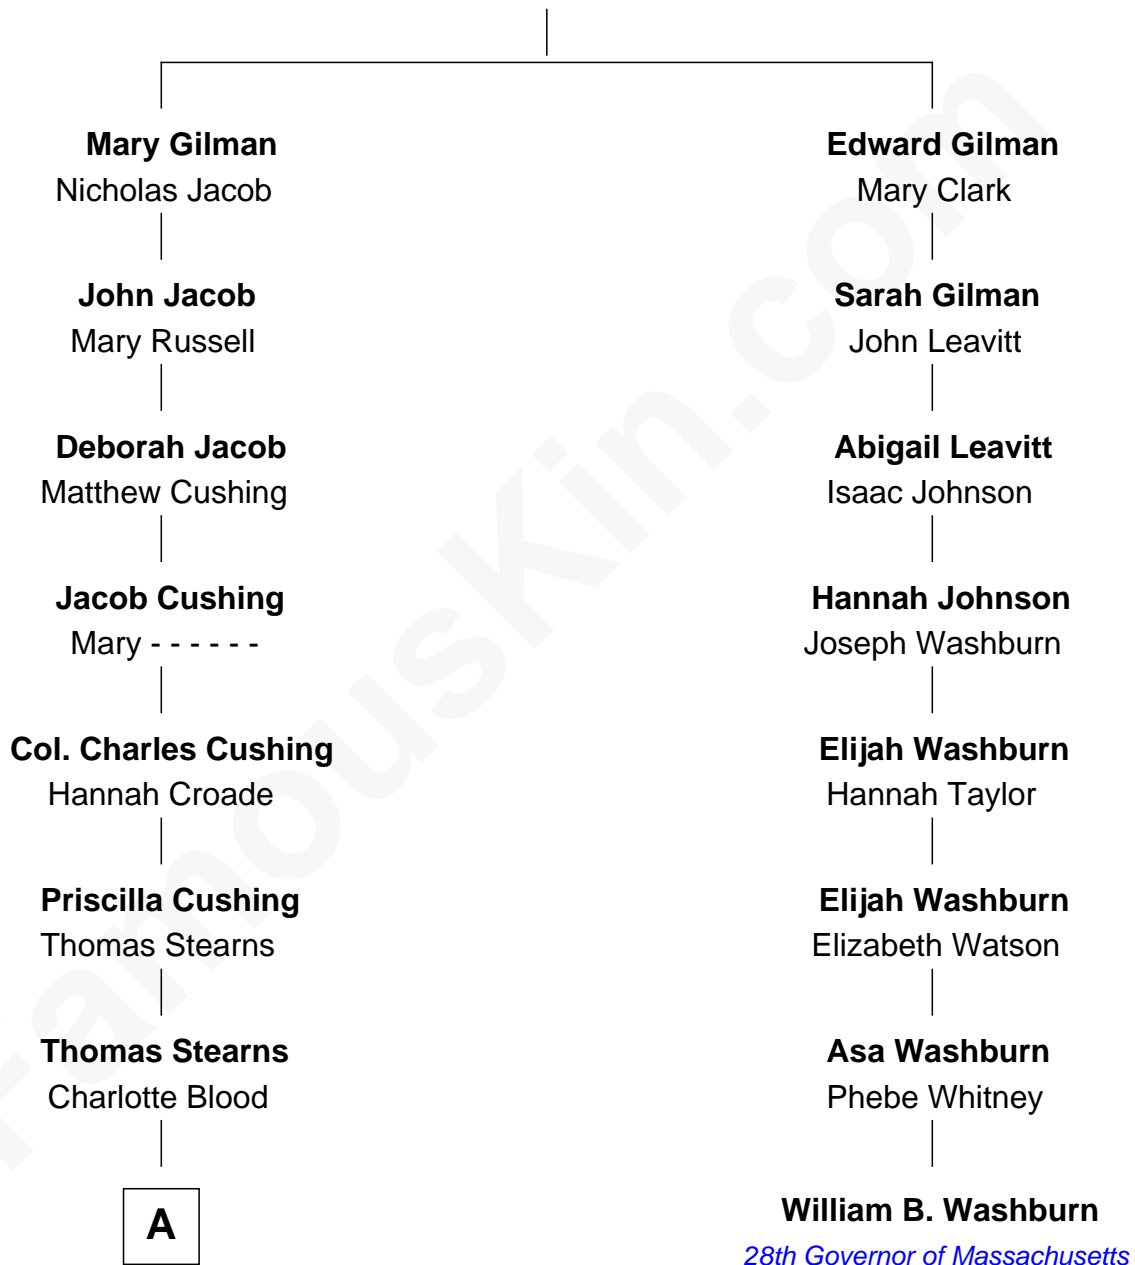 Mary Gilman
Nicholas Jacob
Edward Gilman
Mary Clark
John Jacob
Mary Russell
Sarah Gilman
John Leavitt
Deborah Jacob
Matthew Cushing
Abigail Leavitt
Isaac Johnson
Jacob Cushing
Mary - - - - - -
Hannah Johnson
Joseph Washburn
Col. Charles Cushing
Hannah Croade
Elijah Washburn
Hannah Taylor
Priscilla Cushing
Thomas Stearns
Elijah Washburn
Elizabeth Watson
Thomas Stearns
Charlotte Blood
Asa Washburn
Phebe Whitney
A
William B. Washburn
28th Governor of Massachusetts
FamousKin.com